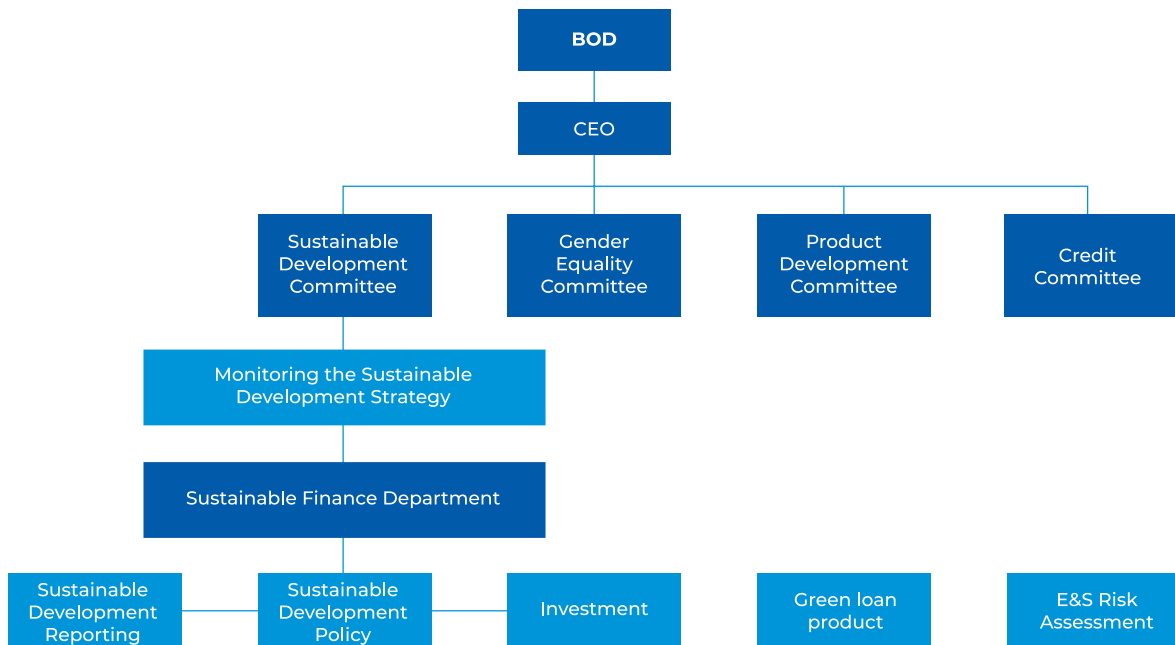 BOD
CEO
Sustainable
Development
Committee
Gender
Equality
Committee
Product
Development
Committee
Credit
Committee
Monitoring the Sustainable
Development Strategy
Sustainable Finance Department
Sustainable
Development
Reporting
Sustainable
Development
Policy
Investment
Green loan
product
E&S Risk
Assessment